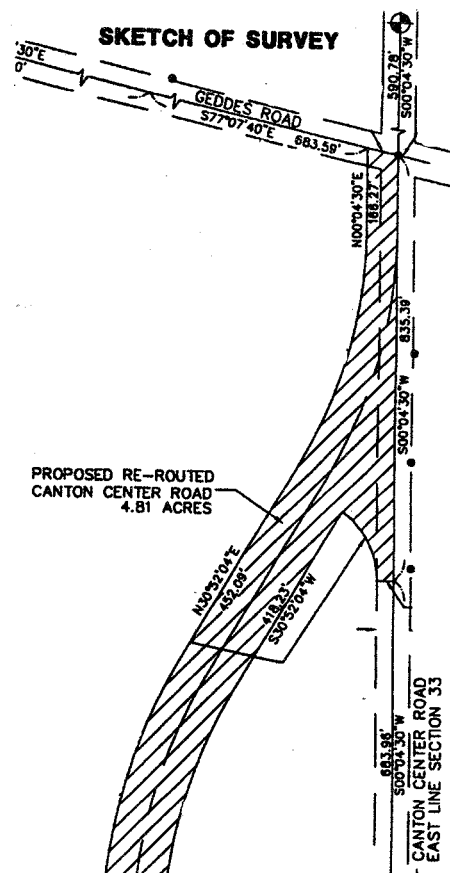 SKETCH OF SURVEY
'30"E
0'
GEDDES ROAD
S77°07'40"E 683.59'
590.78'
S00°04'30"W
N00°04'30"E
166.27'
835.39'
S00°04'30"W
PROPOSED RE-ROUTED
CANTON CENTER ROAD
4.81 ACRES
N30°52'04"E
452.09'
418.23'
S30°52'04"W
683.96'
S00°04'30"W
CANTON CENTER ROAD
EAST LINE SECTION 33